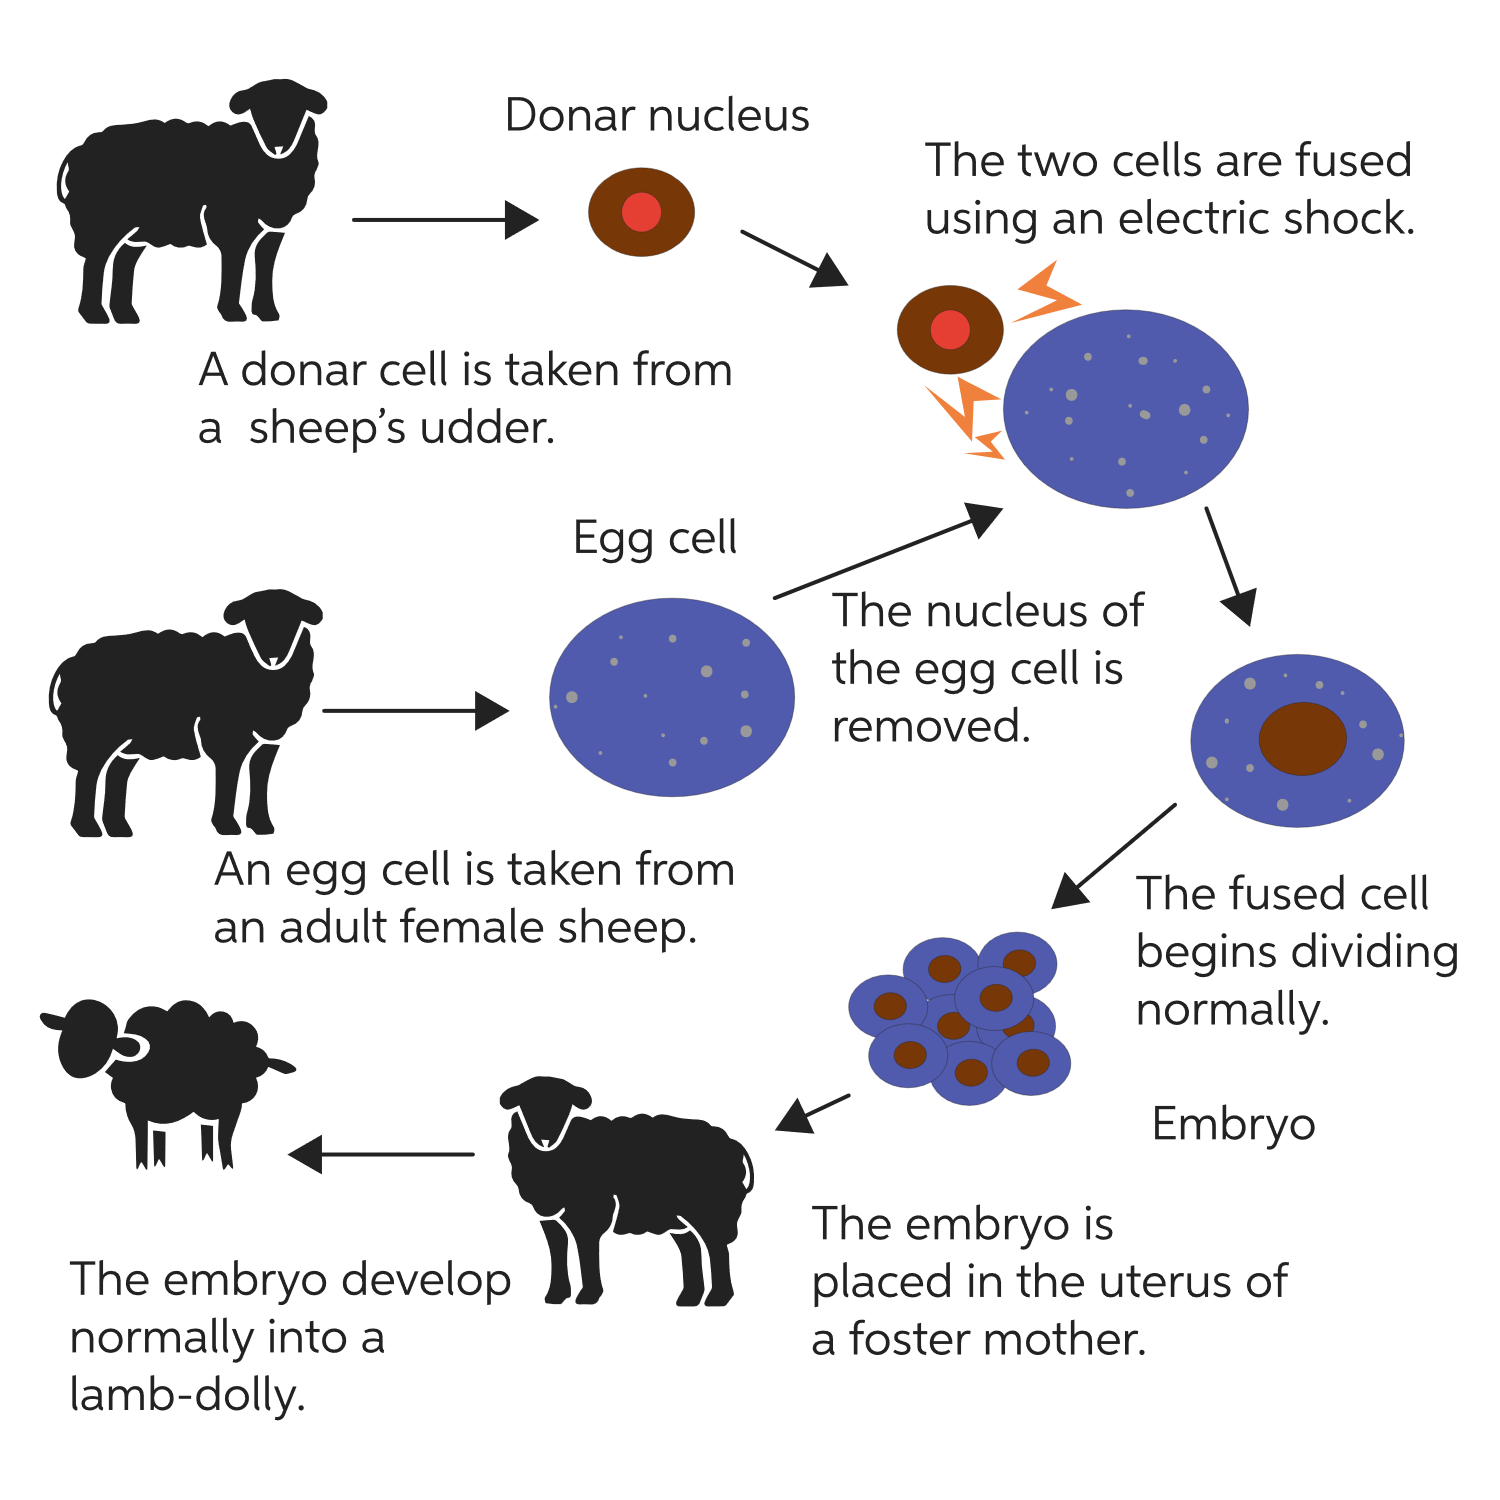 Donar nucleus
The two cells are fused
using an electric shock.
A donar cell is taken from
a  sheep’s udder.
Egg cell
The nucleus of
the egg cell is
removed.
An egg cell is taken from
an adult female sheep.
The fused cell
begins dividing
normally.
Embryo
The embryo is
placed in the uterus of
a foster mother.
The embryo develop
normally into a
lamb-dolly.